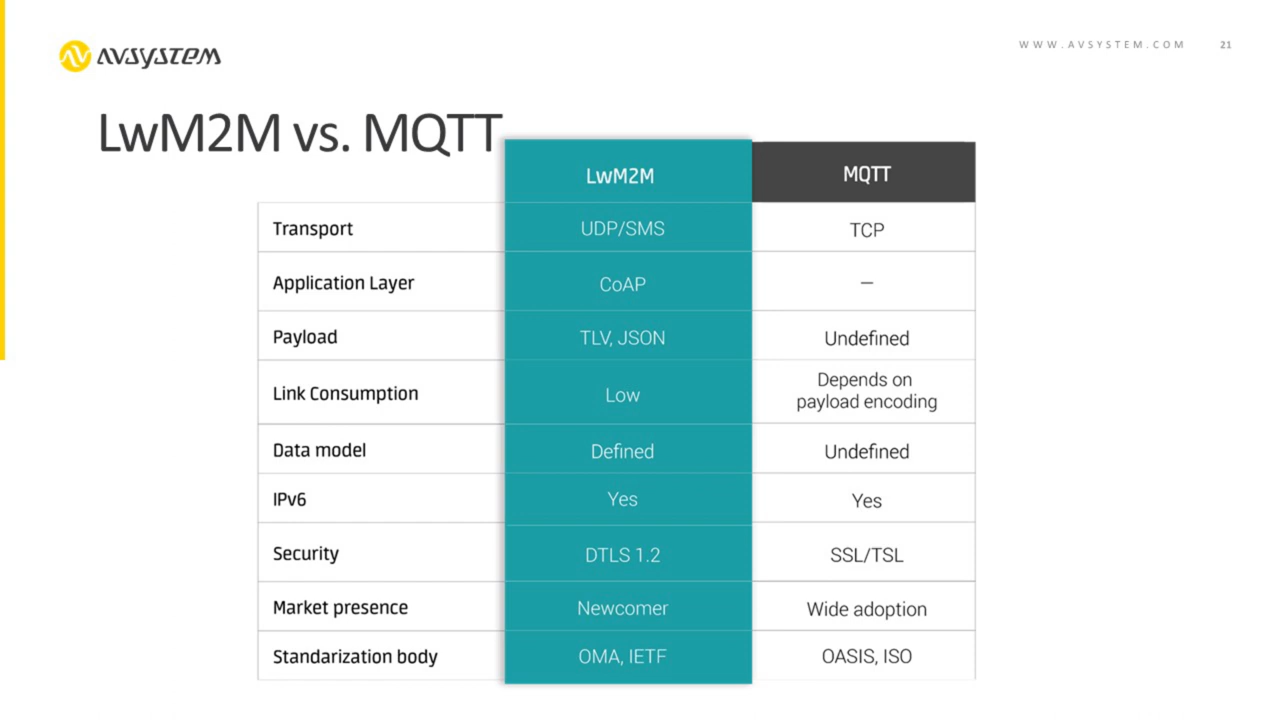 AVSYSTEM
WWW.AVSYSTEM.COM 21
LwM2M vs. MQTT
LwM2M MQTT
Transport UDP/SMS TCP
Application Layer CoAP —
Payload TLV, JSON Undefined
Link Consumption Low Depends on
payload encoding
Data model Defined Undefined
IPv6 Yes Yes
Security DTLS 1.2 SSL/TSL
Market presence Newcomer Wide adoption
Standarization body OMA, IETF OASIS, ISO